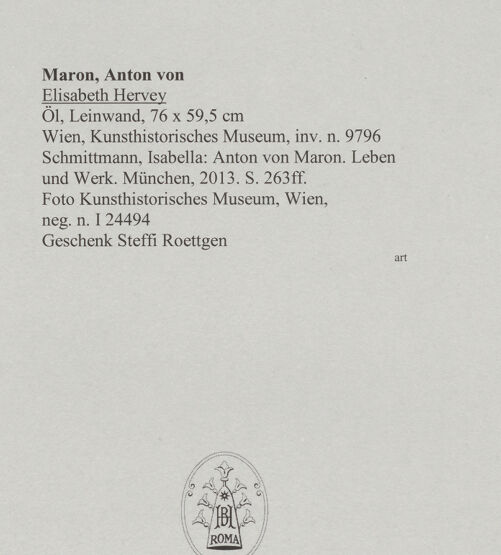 Maron, Anton von
Elisabeth Hervey
Öl, Leinwand, 76 x 59,5 cm
Wien, Kunsthistorisches Museum, inv. n. 9796
Schmittmann, Isabella: Anton von Maron. Leben
und Werk. München, 2013. S. 263ff.
Foto Kunsthistorisches Museum, Wien,
neg. n. I 24494
Geschenk Steffi Roettgen
art
BH
ROMA